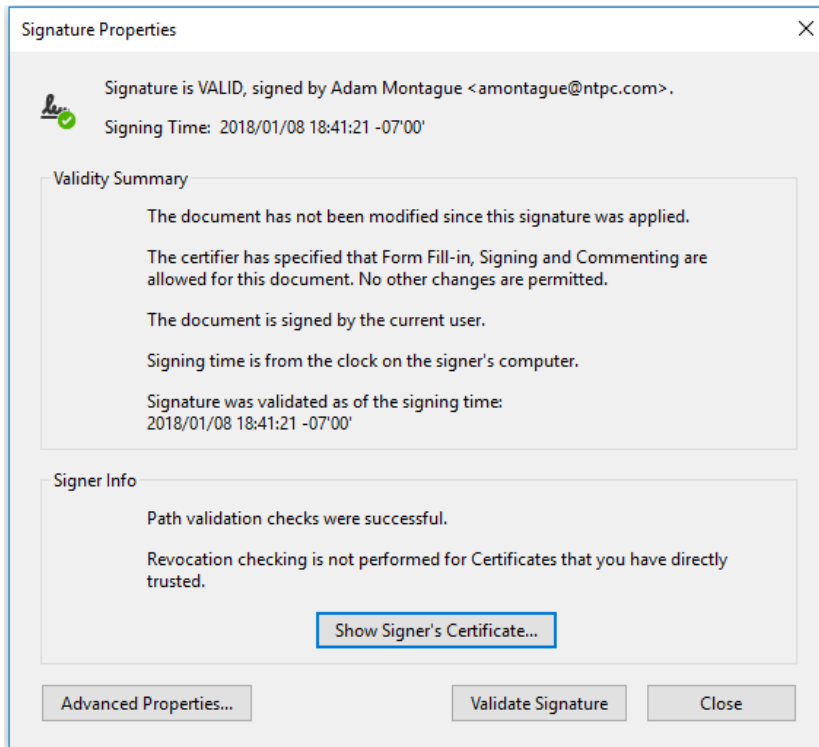 Signature Properties
Signature is VALID, signed by Adam Montague <amontague@ntpc.com>.
Signing Time: 2018/01/08 18:41:21 -07'00'
Validity Summary
The document has not been modified since this signature was applied.
The certifier has specified that Form Fill-in, Signing and Commenting are
allowed for this document. No other changes are permitted.
The document is signed by the current user.
Signing time is from the clock on the signer's computer.
Signature was validated as of the signing time:
2018/01/08 18:41:21 -07'00'
Signer Info
Path validation checks were successful.
Revocation checking is not performed for Certificates that you have directly
trusted.
Show Signer's Certificate...
Advanced Properties...
Validate Signature
Close